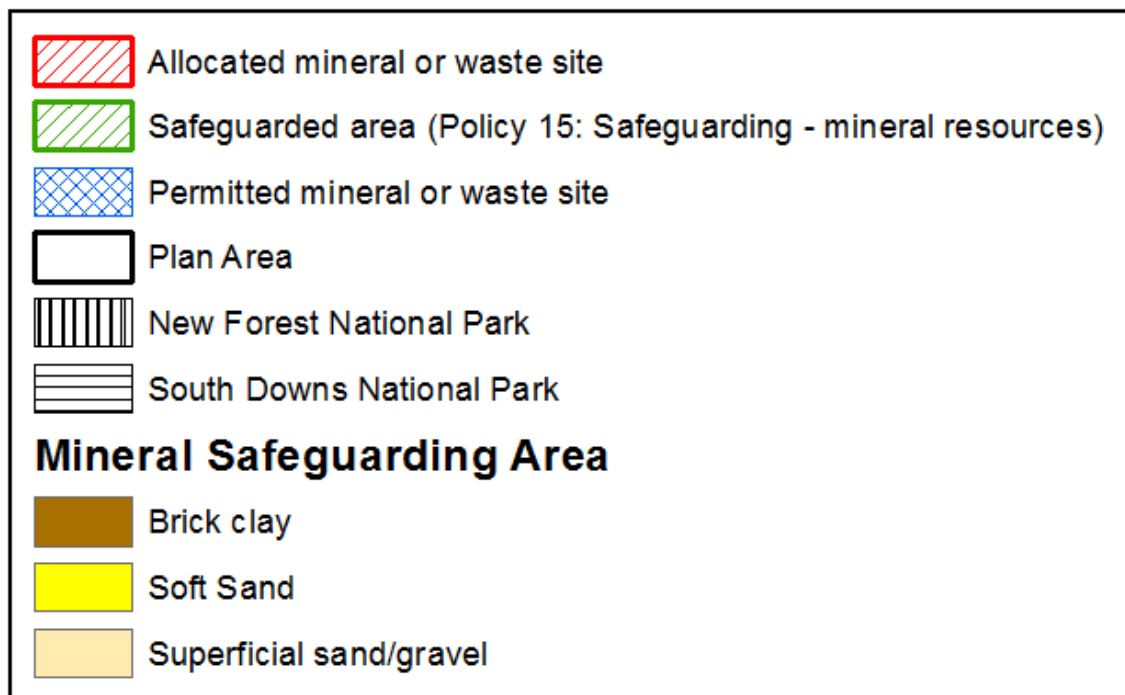 Allocated mineral or waste site
Safeguarded area (Policy 15: Safeguarding - mineral resources)
Permitted mineral or waste site
Plan Area
New Forest National Park
South Downs National Park
Mineral Safeguarding Area
Brick clay
Soft Sand
Superficial sand/gravel